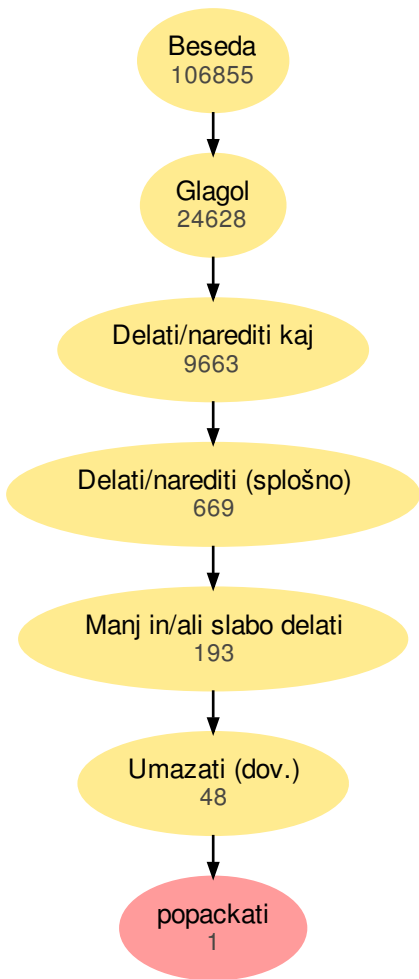 Beseda
106855
Glagol
24628
Delati/narediti kaj
9663
Delati/narediti (splošno)
669
Manj in/ali slabo delati
193
Umazati (dov.)
48
popackati
1